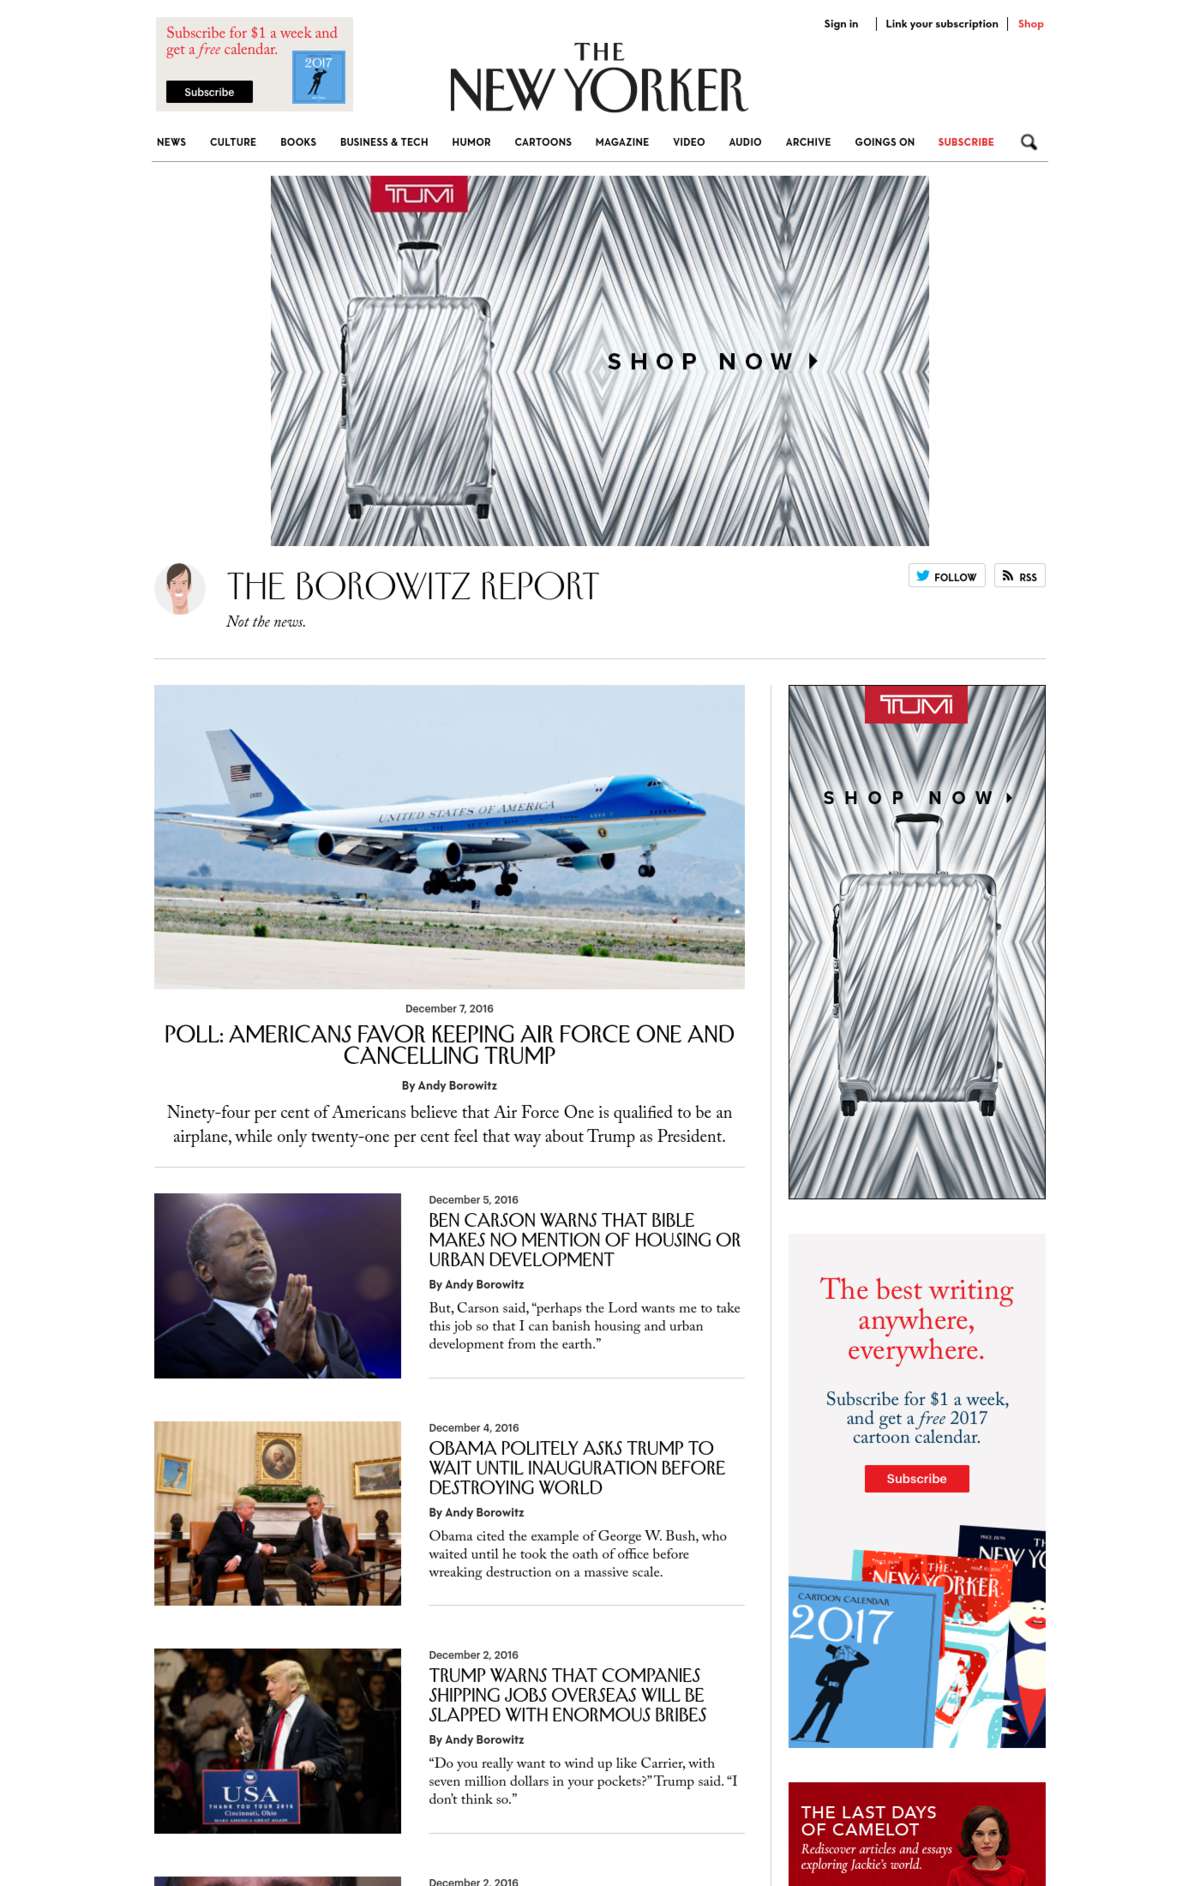 Subscribe for $1 a week and
get a free calendar.
2017
Subscribe
Sign in
Link your subscription
Shop
THE
NEW YORKER
NEWS
CULTURE
BOOKS
BUSINESS & TECH
HUMOR
CARTOONS
MAGAZINE
VIDEO
AUDIO
ARCHIVE
GOINGS ON
SUBSCRIBE
TUMI
SHOP NOW
THE BOROWITZ REPORT
Not the news.
FOLLOW
RSS
UNITED STATES OF AMERICA
December 7, 2016
POLL: AMERICANS FAVOR KEEPING AIR FORCE ONE AND
CANCELLING TRUMP
By Andy Borowitz
Ninety-four per cent of Americans believe that Air Force One is qualified to be an
airplane, while only twenty-one per cent feel that way about Trump as President.
December 5, 2016
BEN CARSON WARNS THAT BIBLE
MAKES NO MENTION OF HOUSING OR
URBAN DEVELOPMENT
By Andy Borowitz
But, Carson said, “perhaps the Lord wants me to take
this job so that I can banish housing and urban
development from the earth.”
December 4, 2016
OBAMA POLITELY ASKS TRUMP TO
WAIT UNTIL INAUGURATION BEFORE
DESTROYING WORLD
By Andy Borowitz
Obama cited the example of George W. Bush, who
waited until he took the oath of office before
wreaking destruction on a massive scale.
USA
THANK YOU TOUR 2016
Cincinnati, Ohio
MAKE AMERICA GREAT AGAIN
December 2, 2016
TRUMP WARNS THAT COMPANIES
SHIPPING JOBS OVERSEAS WILL BE
SLAPPED WITH ENORMOUS BRIBES
By Andy Borowitz
“Do you really want to wind up like Carrier, with
seven million dollars in your pockets?” Trump said. “I
don’t think so.”
December 2, 2016
TUMI
SHOP NOW
The best writing
anywhere,
everywhere.
Subscribe for $1 a week,
and get a free 2017
cartoon calendar.
Subscribe
NEW YO
THE
NEW YORKER
CARTOON CALENDAR
2017
THE LAST DAYS
OF CAMELOT
Rediscover articles and essays
exploring Jackie’s world.